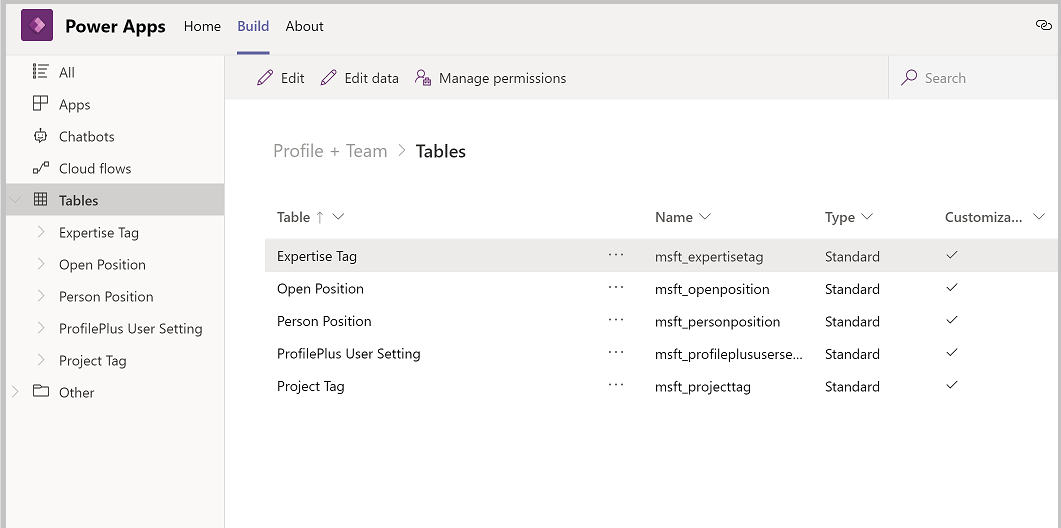 Power Apps Home Build About
All
Apps
Chatbots
Cloud flows
Tables
Expertise Tag
Open Position
Person Position
ProfilePlus User Setting
Project Tag
Other
Edit Edit data Manage permissions Search
Profile + Team > Tables
Table ↑ Name Type Customiza...
Expertise Tag ... msft_expertisetag Standard ✓
Open Position ... msft_openposition Standard ✓
Person Position ... msft_personposition Standard ✓
ProfilePlus User Setting ... msft_profileplususerse... Standard ✓
Project Tag ... msft_projecttag Standard ✓